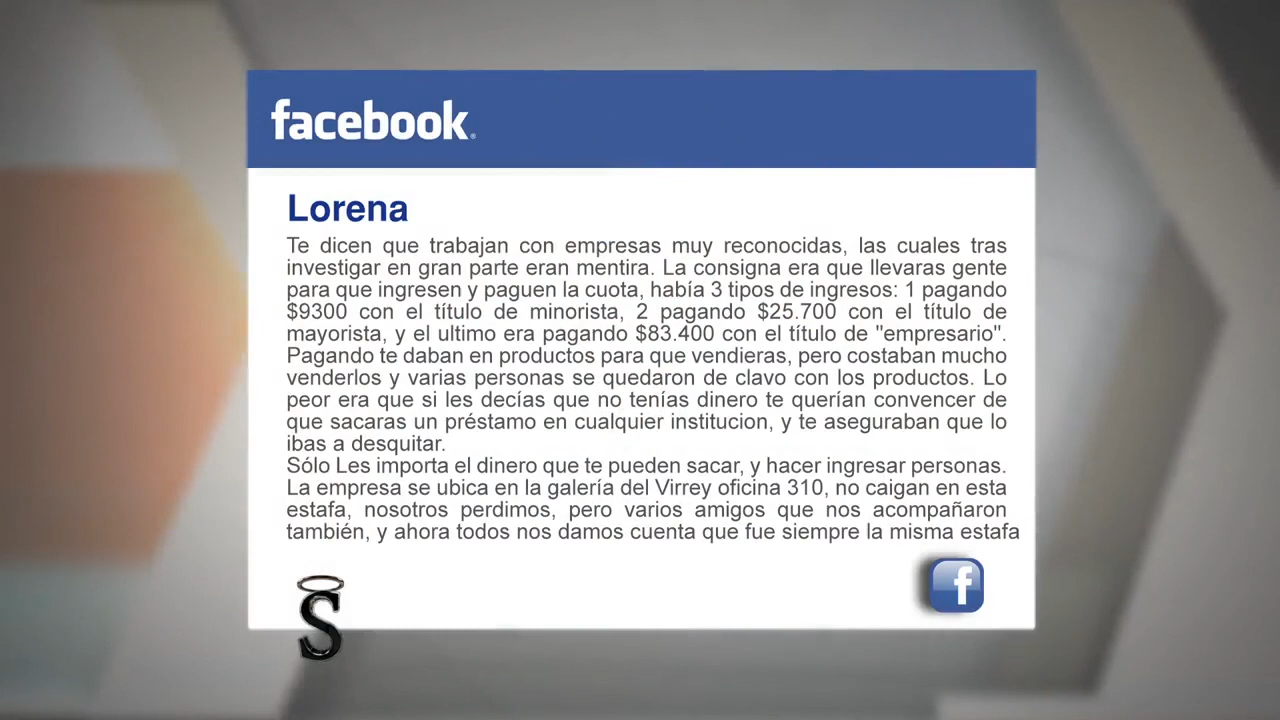 facebook
Lorena
Te dicen que trabajan con empresas muy reconocidas, las cuales tras
investigar en gran parte eran mentira. La consigna era que llevaras gente
para que ingresen y paguen la cuota, había 3 tipos de ingresos: 1 pagando
$9300 con el título de minorista, 2 pagando $25.700 con el título de
mayorista, y el ultimo era pagando $83.400 con el título de "empresario".
Pagando te daban en productos para que vendieras, pero costaban mucho
venderlos y varias personas se quedaron de clavo con los productos. Lo
peor era que si les decías que no tenías dinero te querían convencer de
que sacaras un préstamo en cualquier institucion, y te aseguraban que lo
ibas a desquitar.
Sólo Les importa el dinero que te pueden sacar, y hacer ingresar personas.
La empresa se ubica en la galería del Virrey oficina 310, no caigan en esta
estafa, nosotros perdimos, pero varios amigos que nos acompañaron
también, y ahora todos nos damos cuenta que fue siempre la misma estafa
S
f